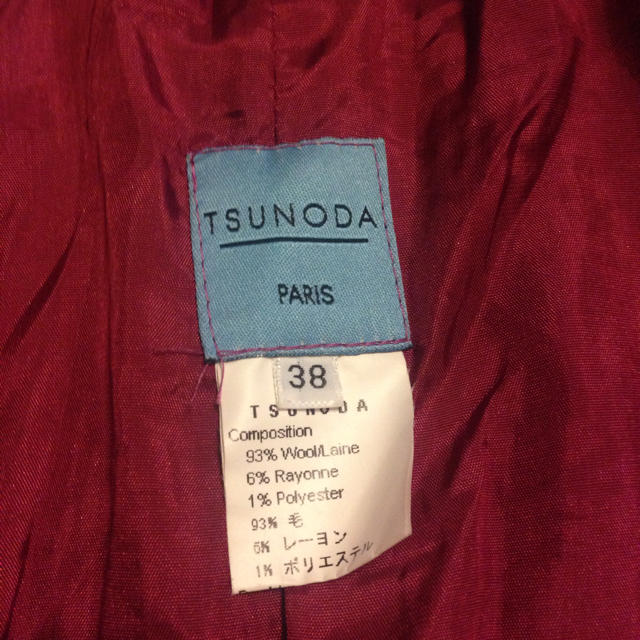 TSUNODA
PARIS
38
TSUNODA
Composition
93% Wool/Laine
6% Rayonne
1% Polyester
93% 毛
6% レーヨン
1% ポリエステル